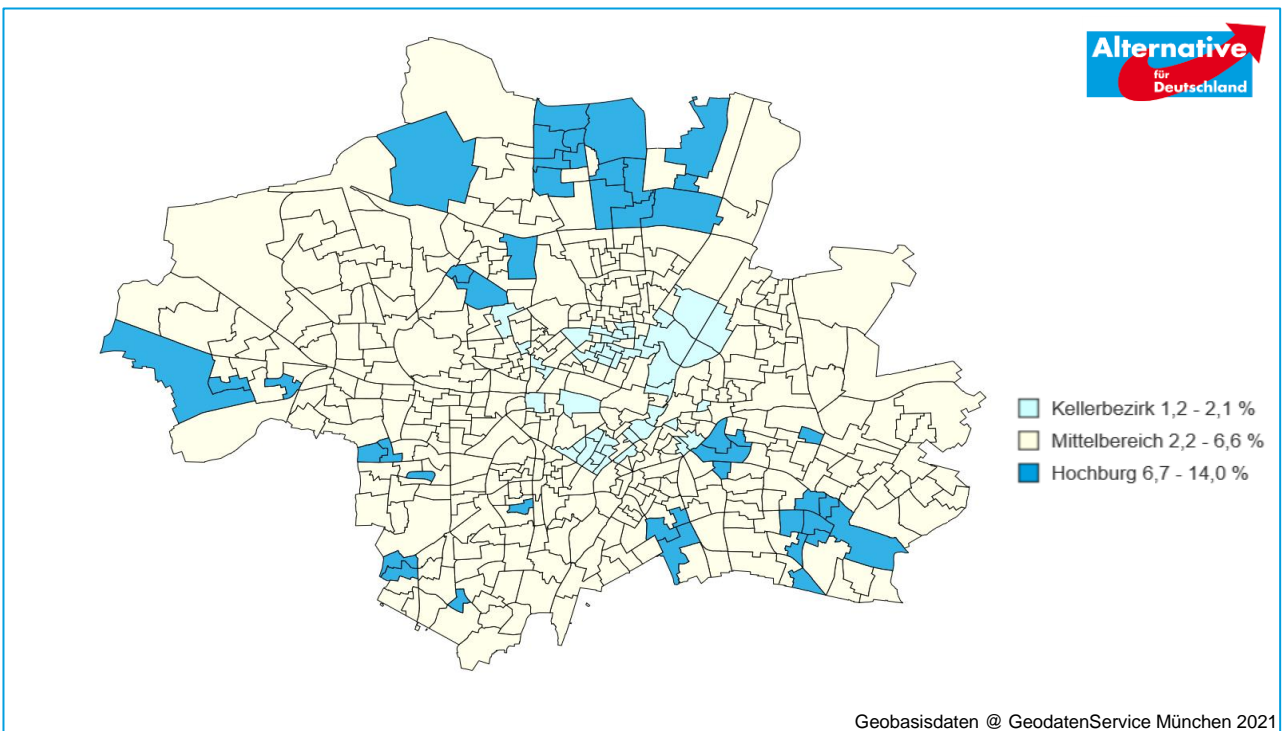 Alternative
für
Deutschland
Kellerbezirk 1,2 - 2,1 %
Mittelbereich 2,2 - 6,6 %
Hochburg 6,7 - 14,0 %
Geobasisdaten @ GeodatenService München 2021